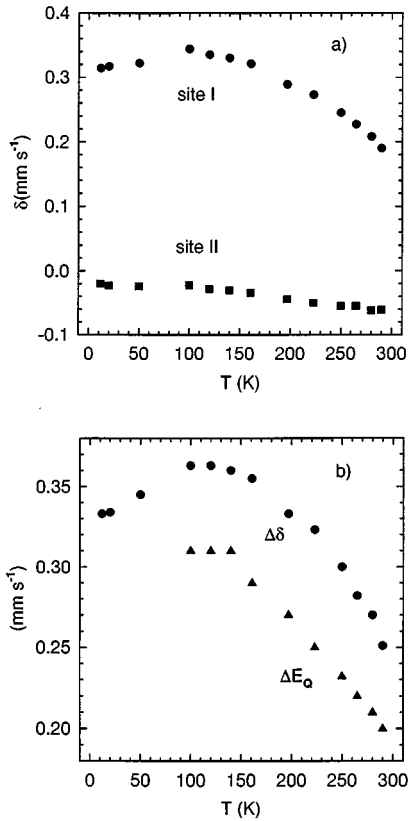 0.4
a)
0.3
site I
0.2
δ(mm s⁻¹)
0.1
site II
0.0
-0.1
0 50 100 150 200 250 300
T (K)
b)
0.35
Δδ
0.30
(mm s⁻¹)
0.25
ΔE_Q
0.20
0 50 100 150 200 250 300
T (K)